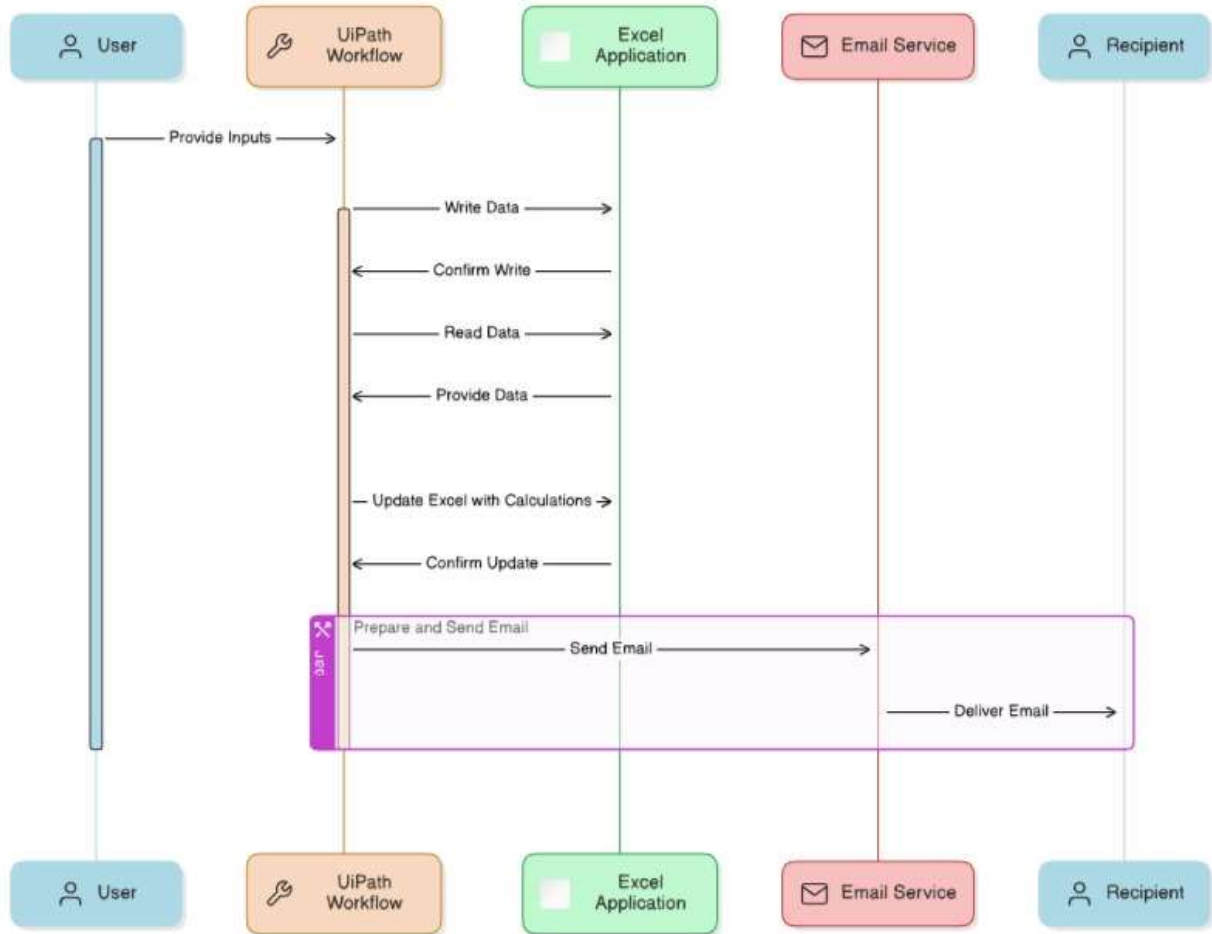 User
UiPath
Workflow
Excel
Application
Email Service
Recipient
Provide Inputs
Write Data
Confirm Write
Read Data
Provide Data
Update Excel with Calculations
Confirm Update
par
Prepare and Send Email
Send Email
Deliver Email
User
UiPath
Workflow
Excel
Application
Email Service
Recipient